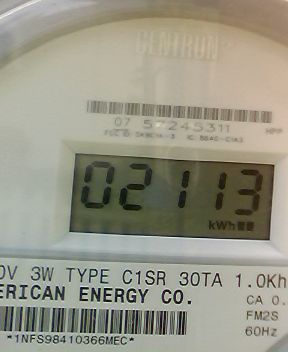 CENTRON
07 57245311
HPP
02113
kWh
0V 3W TYPE C1SR 30TA 1.0Kh
ERICAN ENERGY CO.
CA 0.
FM2S
60Hz
*1NFS98410366MEC*